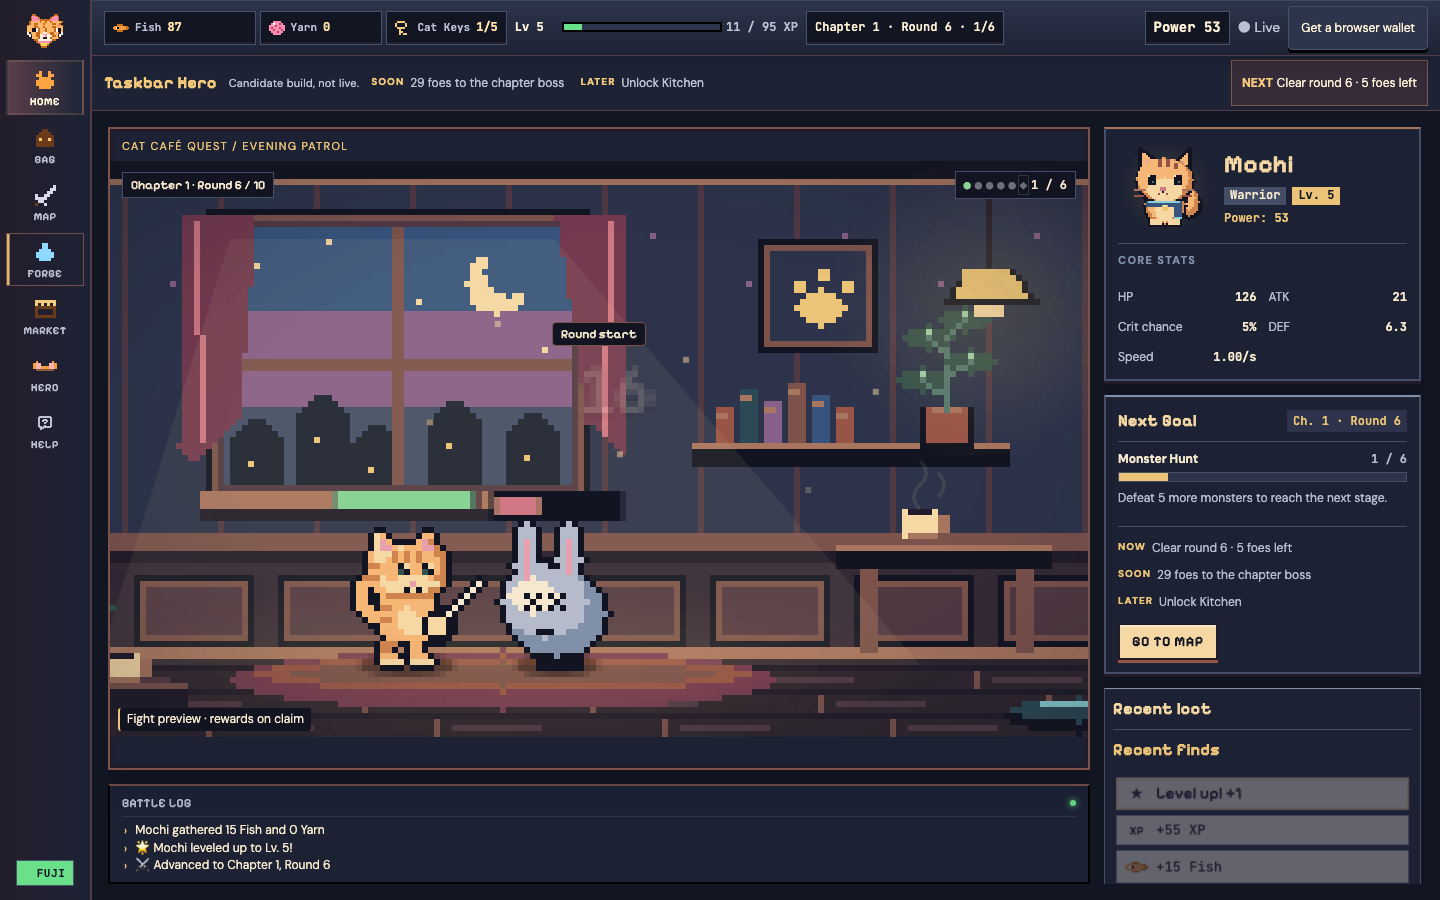 Fish 87
Yarn 0
Cat Keys 1/5
Lv 5
11 / 95 XP
Chapter 1 · Round 6 · 1/6
Power 53
Live
Get a browser wallet
HOME
BAG
MAP
FORGE
MARKET
HERO
HELP
FUJI
Taskbar Hero
Candidate build, not live.
SOON 29 foes to the chapter boss
LATER Unlock Kitchen
NEXT Clear round 6 · 5 foes left
CAT CAFÉ QUEST / EVENING PATROL
Chapter 1 · Round 6 / 10
1 / 6
Round start
16
Fight preview · rewards on claim
BATTLE LOG
› Mochi gathered 15 Fish and 0 Yarn
› 🌟 Mochi leveled up to Lv. 5!
› ⚔️ Advanced to Chapter 1, Round 6
Mochi
Warrior
Lv. 5
Power: 53
CORE STATS
HP 126 ATK 21
Crit chance 5% DEF 6.3
Speed 1.00/s
Next Goal
Ch. 1 · Round 6
Monster Hunt 1 / 6
Defeat 5 more monsters to reach the next stage.
NOW Clear round 6 · 5 foes left
SOON 29 foes to the chapter boss
LATER Unlock Kitchen
GO TO MAP
Recent loot
Recent finds
★ Level up! +1
XP +55 XP
+15 Fish